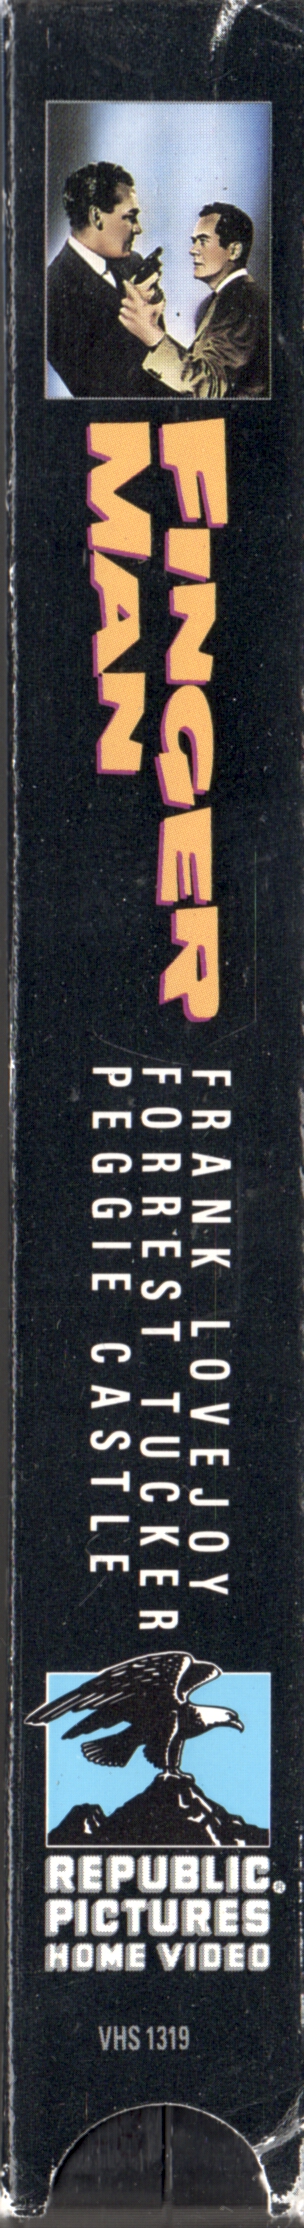 FINGER
MAN
FRANK LOVEJOY
FORREST TUCKER
PEGGIE CASTLE
REPUBLIC®
PICTURES
HOME VIDEO
VHS 1319